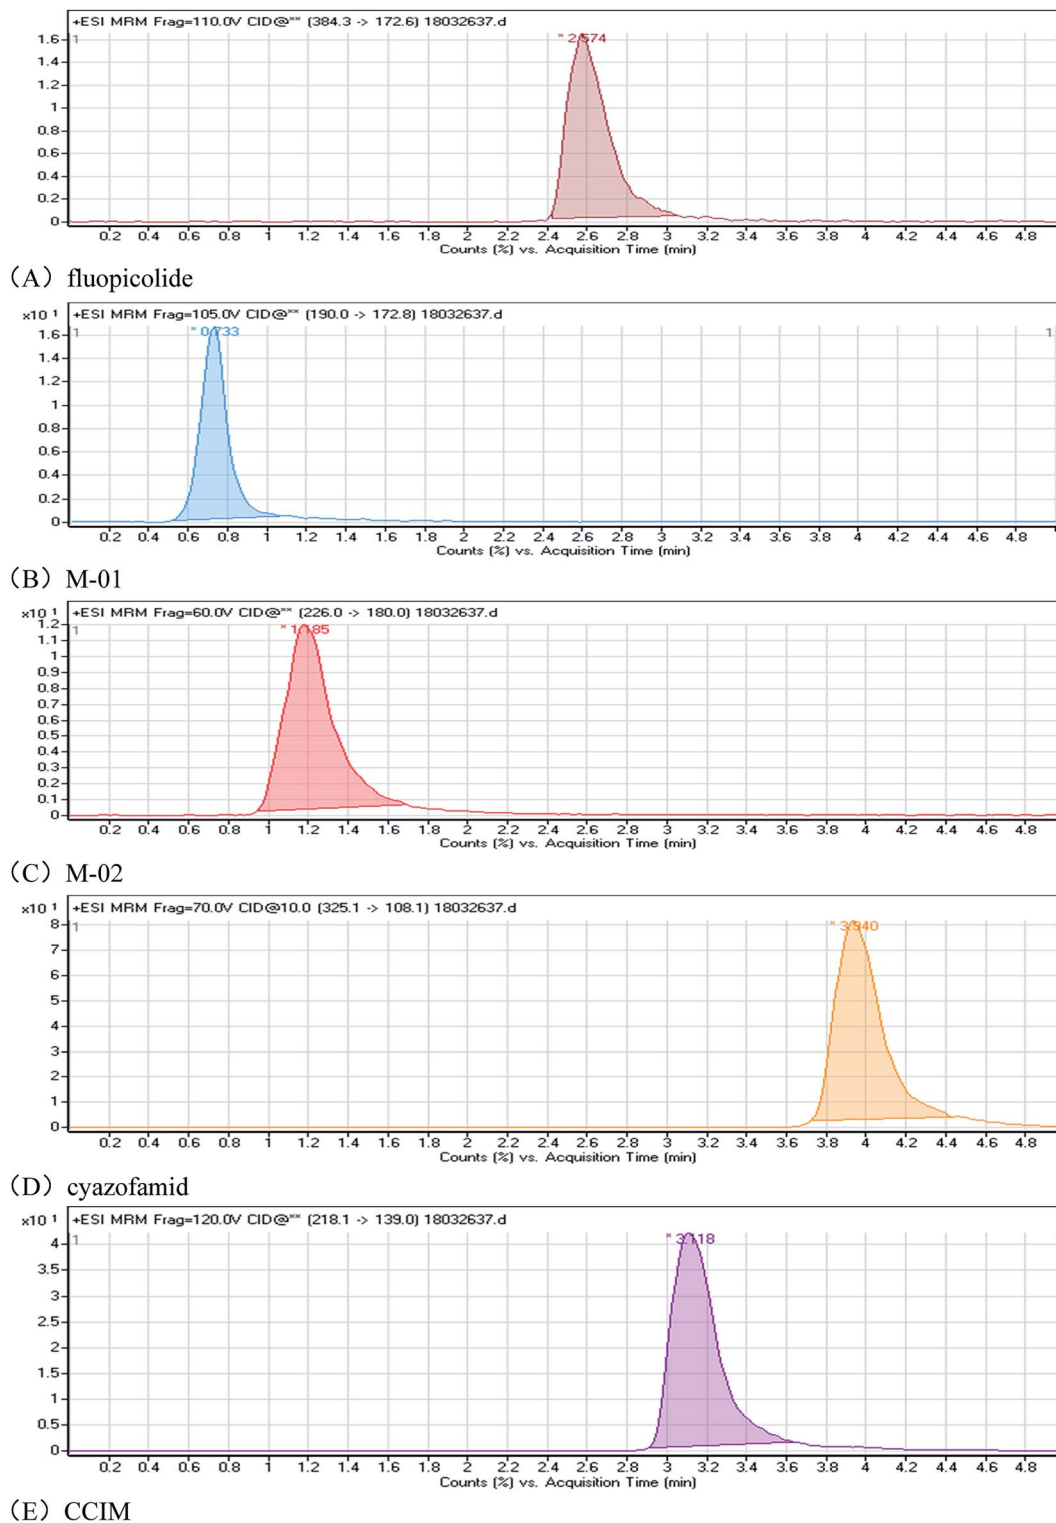 +ESI MRM Frag=110.0V CID@** (384.3 -> 172.6) 18032637.d
1
* 2.574
1.6
1.4
1.2
1
0.8
0.6
0.4
0.2
0
0.2 0.4 0.6 0.8 1 1.2 1.4 1.6 1.8 2 2.2 2.4 2.6 2.8 3 3.2 3.4 3.6 3.8 4 4.2 4.4 4.6 4.8
Counts (%) vs. Acquisition Time (min)
(A) fluopicolide
x10 1
+ESI MRM Frag=105.0V CID@** (190.0 -> 172.8) 18032637.d
1 1
* 0.733
1.6
1.4
1.2
1
0.8
0.6
0.4
0.2
0
0.2 0.4 0.6 0.8 1 1.2 1.4 1.6 1.8 2 2.2 2.4 2.6 2.8 3 3.2 3.4 3.6 3.8 4 4.2 4.4 4.6 4.8
Counts (%) vs. Acquisition Time (min)
(B) M-01
x10 1
+ESI MRM Frag=60.0V CID@** (226.0 -> 180.0) 18032637.d
1
* 1.185
1.2
1.1
1
0.9
0.8
0.7
0.6
0.5
0.4
0.3
0.2
0.1
0
0.2 0.4 0.6 0.8 1 1.2 1.4 1.6 1.8 2 2.2 2.4 2.6 2.8 3 3.2 3.4 3.6 3.8 4 4.2 4.4 4.6 4.8
Counts (%) vs. Acquisition Time (min)
(C) M-02
x10 1
+ESI MRM Frag=70.0V CID@10.0 (325.1 -> 108.1) 18032637.d
1
* 3.940
8
7
6
5
4
3
2
1
0
0.2 0.4 0.6 0.8 1 1.2 1.4 1.6 1.8 2 2.2 2.4 2.6 2.8 3 3.2 3.4 3.6 3.8 4 4.2 4.4 4.6 4.8
Counts (%) vs. Acquisition Time (min)
(D) cyazofamid
x10 1
+ESI MRM Frag=120.0V CID@** (218.1 -> 139.0) 18032637.d
1
* 3.118
4
3.5
3
2.5
2
1.5
1
0.5
0
0.2 0.4 0.6 0.8 1 1.2 1.4 1.6 1.8 2 2.2 2.4 2.6 2.8 3 3.2 3.4 3.6 3.8 4 4.2 4.4 4.6 4.8
Counts (%) vs. Acquisition Time (min)
(E) CCIM